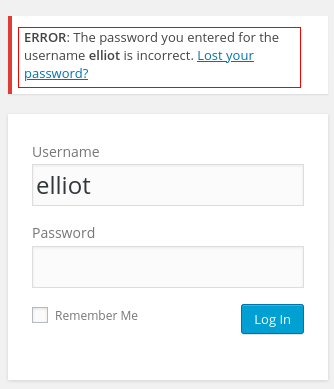 ERROR: The password you entered for the
username elliot is incorrect. Lost your
password?
Username
elliot
Password
Remember Me
Log In